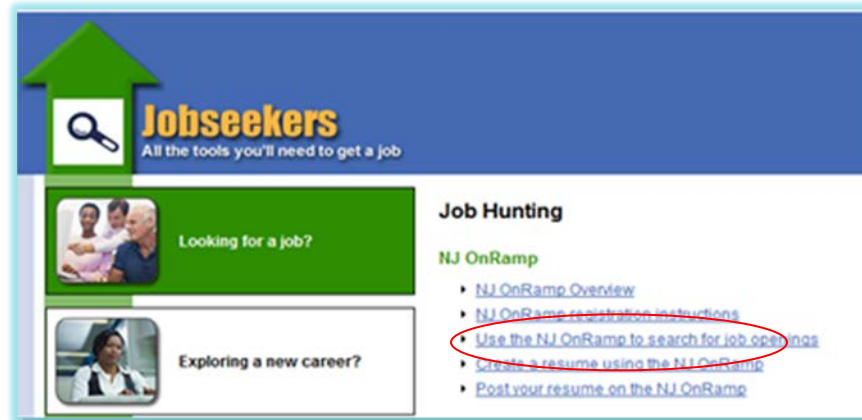 Jobseekers
All the tools you'll need to get a job
Looking for a job?
Exploring a new career?
Job Hunting
NJ OnRamp
NJ OnRamp Overview
NJ OnRamp registration instructions
Use the NJ OnRamp to search for job openings
Create a resume using the NJ OnRamp
Post your resume on the NJ OnRamp